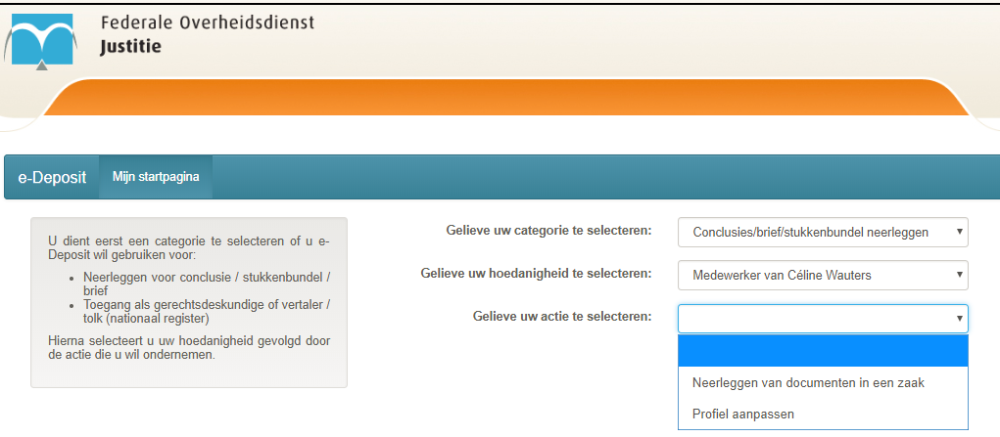 Federale Overheidsdienst
Justitie
e-Deposit
Mijn startpagina
U dient eerst een categorie te selecteren of u e-
Deposit wil gebruiken voor:
• Neerleggen voor conclusie / stukkenbundel /
brief
• Toegang als gerechtsdeskundige of vertaler /
tolk (nationaal register)
Hierna selecteert u uw hoedanigheid gevolgd door
de actie die u wil ondernemen.
Gelieve uw categorie te selecteren:
Conclusies/brief/stukkenbundel neerleggen
Gelieve uw hoedanigheid te selecteren:
Medewerker van Céline Wauters
Gelieve uw actie te selecteren:
Neerleggen van documenten in een zaak
Profiel aanpassen